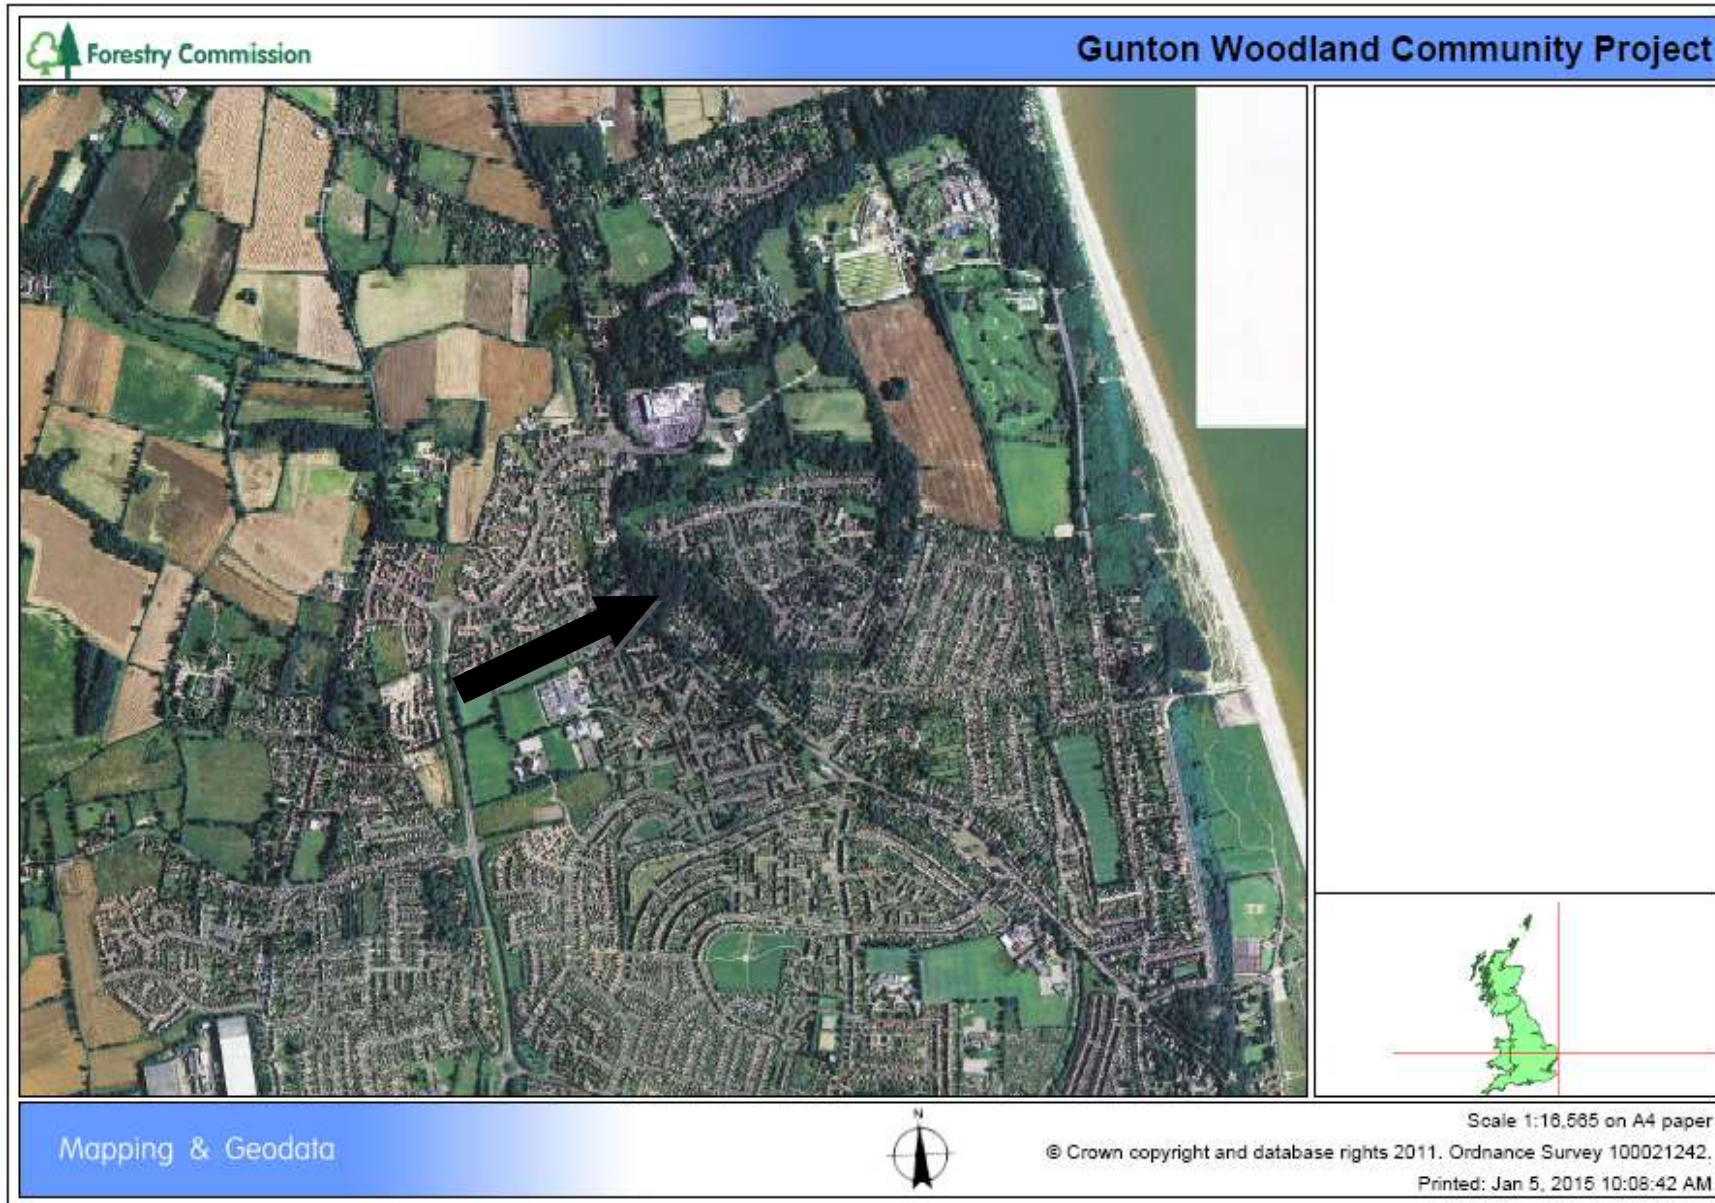 Forestry Commission
Gunton Woodland Community Project
Mapping & Geodata
N
Scale 1:16,565 on A4 paper
© Crown copyright and database rights 2011. Ordnance Survey 100021242.
Printed: Jan 5, 2015 10:08:42 AM